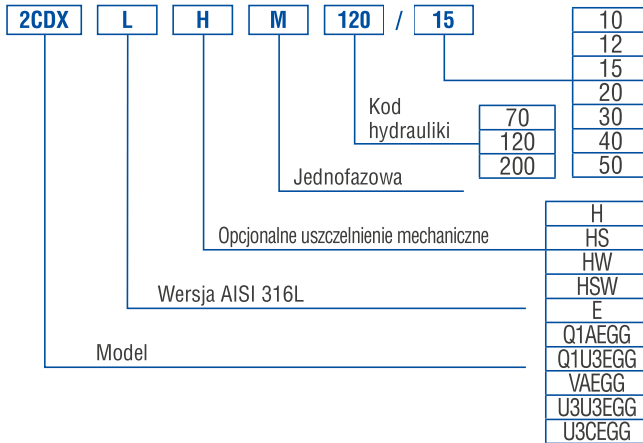 2CDX L H M 120 / 15
10
12
15
20
30
40
50
Kod
hydrauliki
70
120
200
Jednofazowa
Opcjonalne uszczelnienie mechaniczne
H
HS
HW
HSW
E
Q1AEGG
Q1U3EGG
VAEGG
U3U3EGG
U3CEGG
Wersja AISI 316L
Model